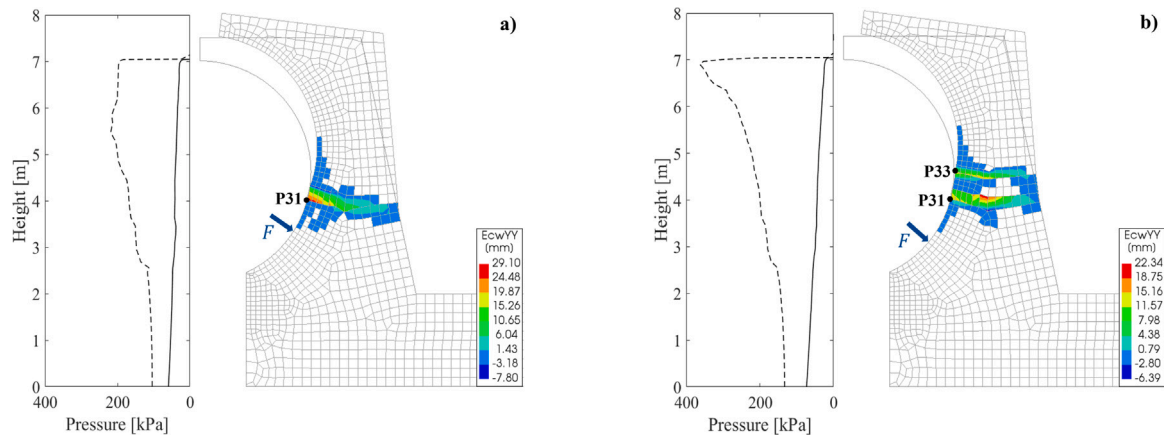 a)
8
7
6
5
4
3
2
1
0
Height [m]
400
200
0
Pressure [kPa]
P31
F
EcwYY
(mm)
29.10
24.48
19.87
15.26
10.65
6.04
1.43
-3.18
-7.80
b)
8
7
6
5
4
3
2
1
0
Height [m]
400
200
0
Pressure [kPa]
P33
P31
F
EcwYY
(mm)
22.34
18.75
15.16
11.57
7.98
4.38
0.79
-2.80
-6.39